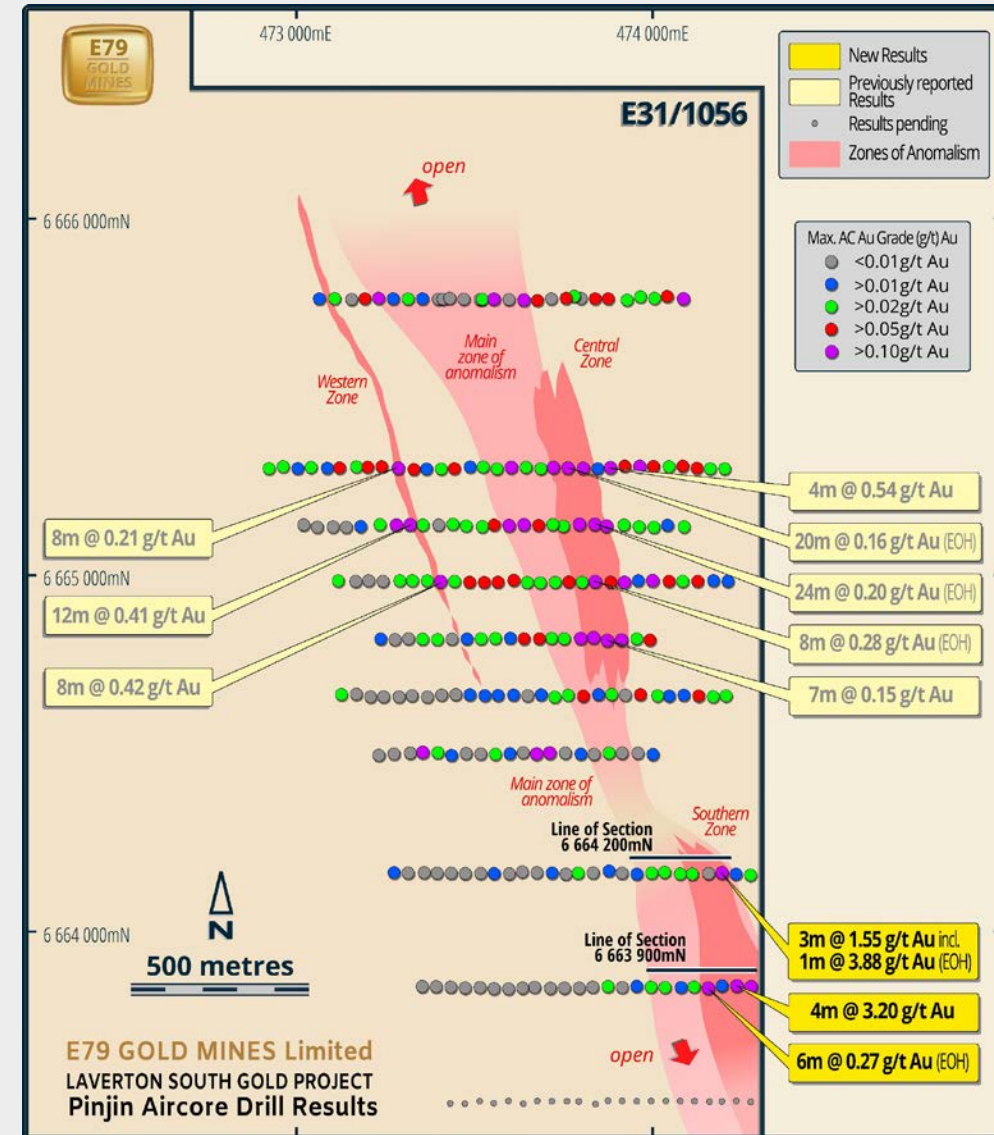 E79
GOLD
MINES
473 000mE
474 000mE
E31/1056
New Results
Previously reported
Results
Results pending
Zones of Anomalism
Max. AC Au Grade (g/t) Au
<0.01g/t Au
>0.01g/t Au
>0.02g/t Au
>0.05g/t Au
>0.10g/t Au
open
6 666 000mN
Main
zone of
anomalism
Central
Zone
Western
Zone
8m @ 0.21 g/t Au
12m @ 0.41 g/t Au
8m @ 0.42 g/t Au
6 665 000mN
4m @ 0.54 g/t Au
20m @ 0.16 g/t Au (EOH)
24m @ 0.20 g/t Au (EOH)
8m @ 0.28 g/t Au (EOH)
7m @ 0.15 g/t Au
Main zone of
anomalism
Southern
Zone
Line of Section
6 664 200mN
6 664 000mN
Line of Section
6 663 900mN
3m @ 1.55 g/t Au incl.
1m @ 3.88 g/t Au (EOH)
4m @ 3.20 g/t Au
6m @ 0.27 g/t Au (EOH)
N
500 metres
open
E79 GOLD MINES Limited
LAVERTON SOUTH GOLD PROJECT
Pinjin Aircore Drill Results